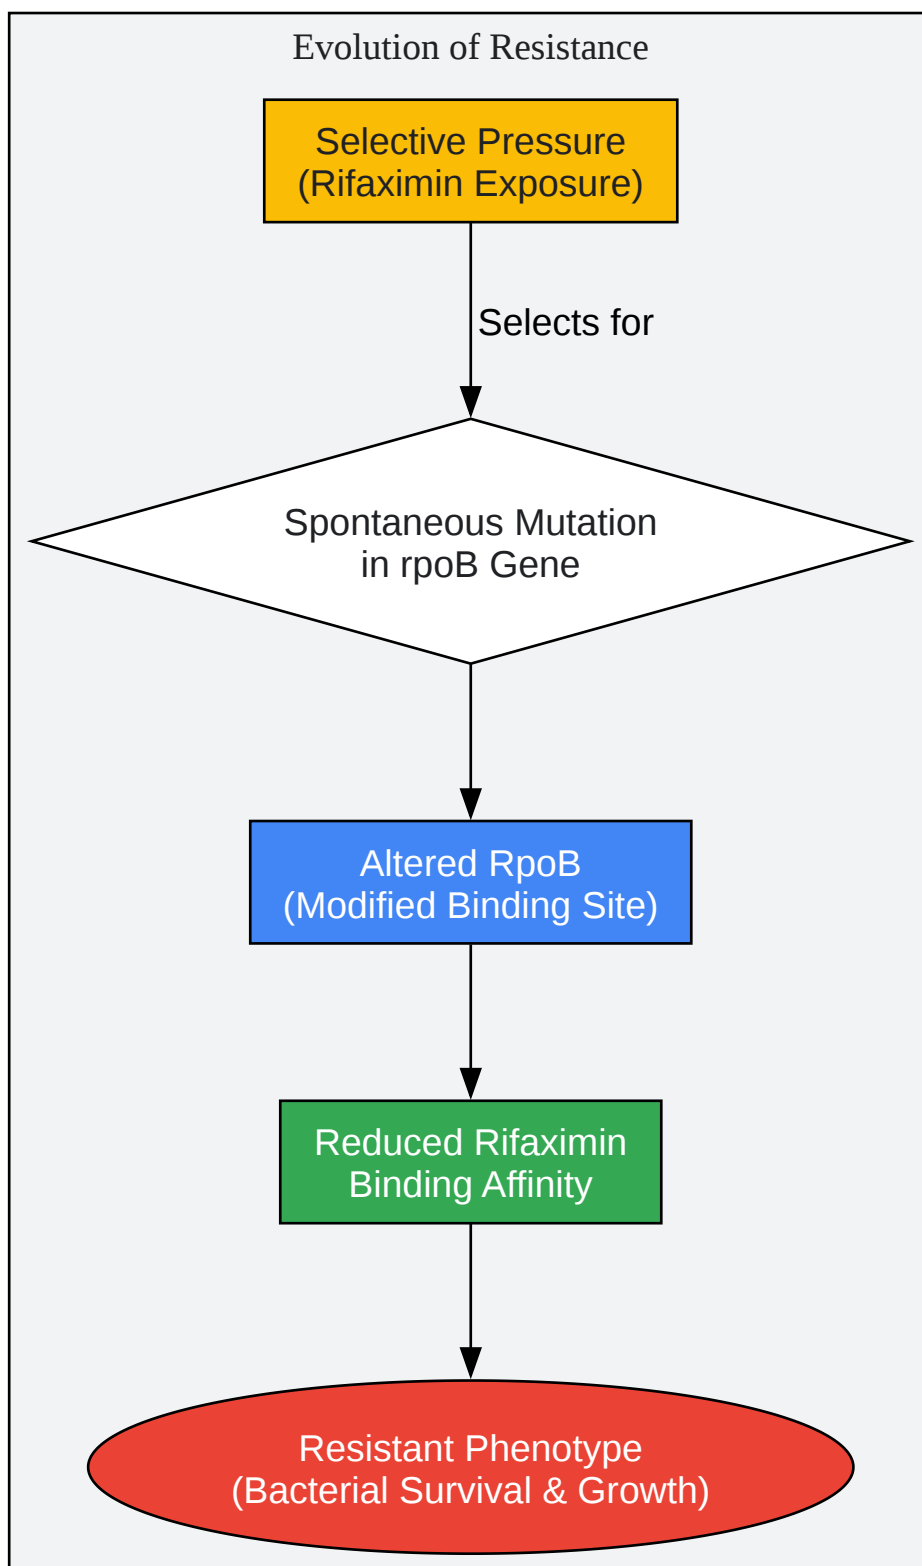 Evolution of Resistance
Selective Pressure
(Rifaximin Exposure)
Selects for
Spontaneous Mutation
in rpoB Gene
Altered RpoB
(Modified Binding Site)
Reduced Rifaximin
Binding Affinity
Resistant Phenotype
(Bacterial Survival & Growth)